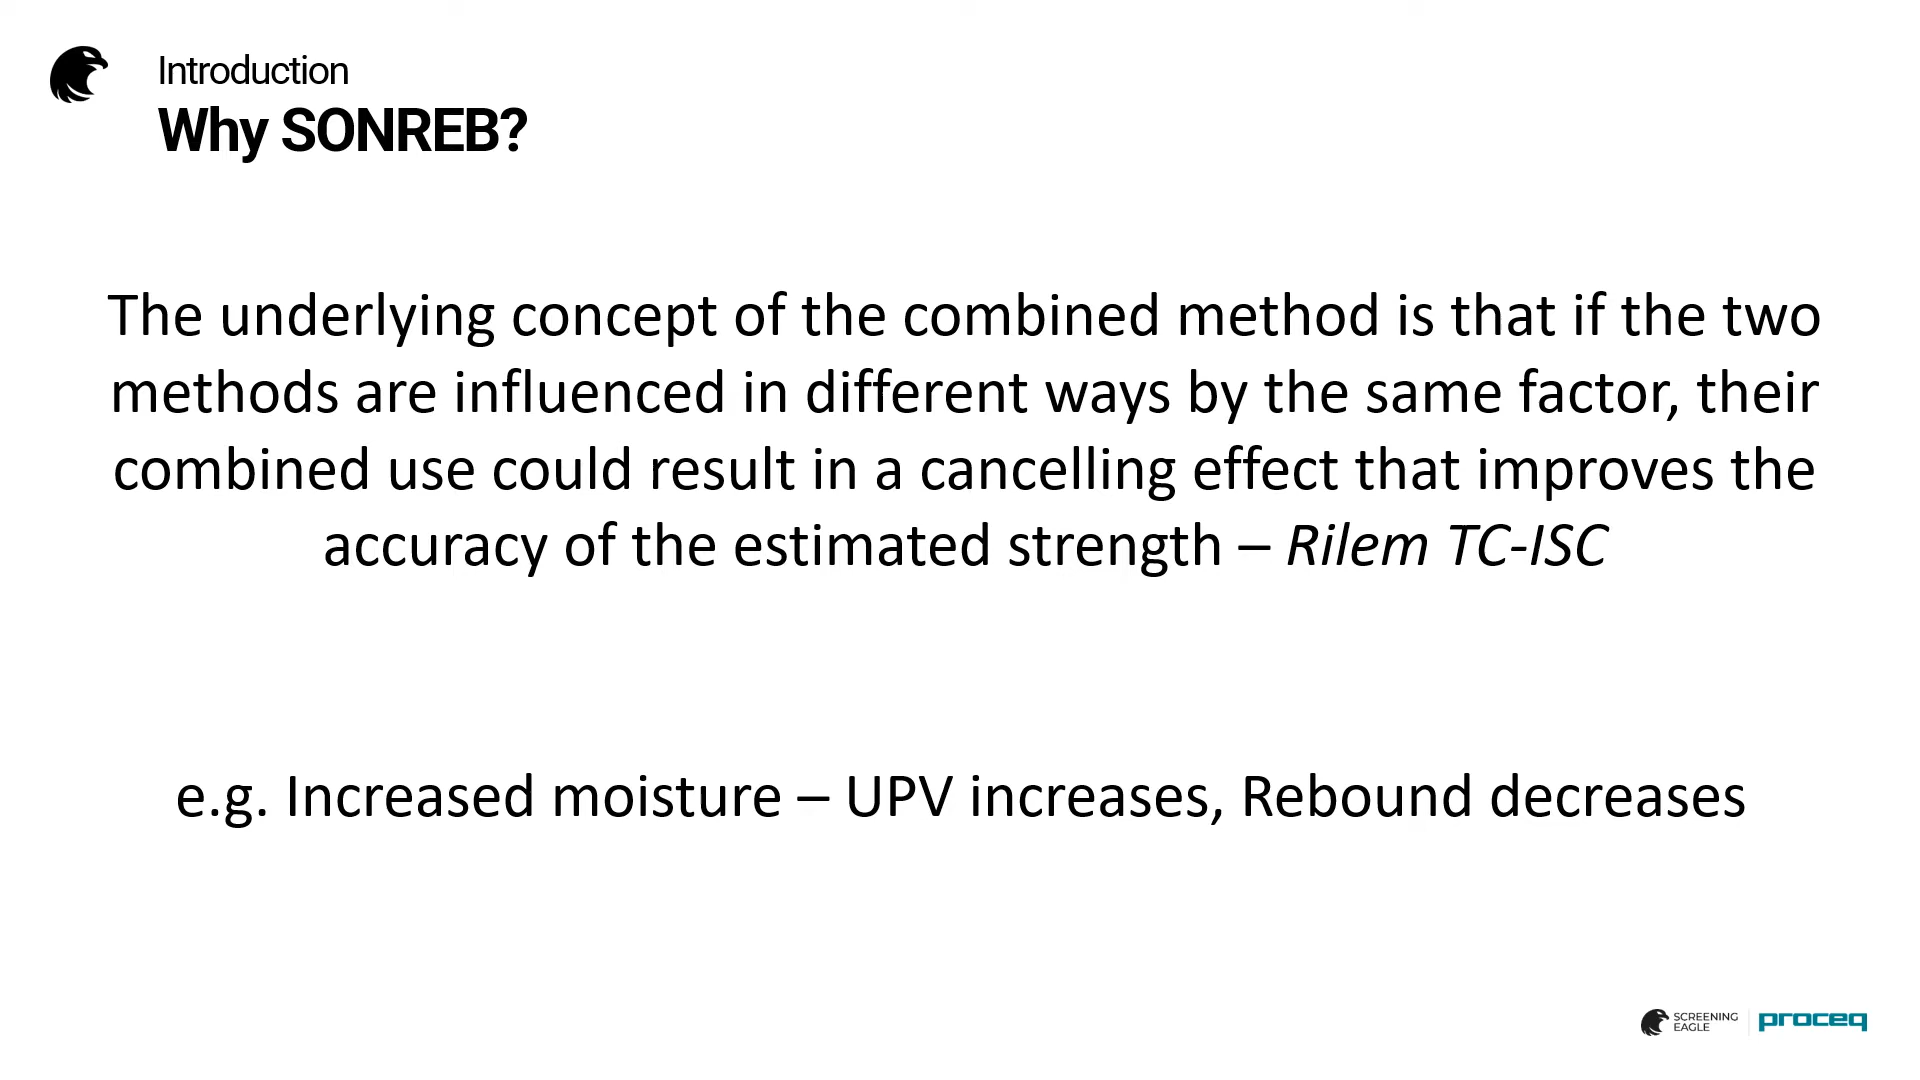 Introduction
Why SONREB?
The underlying concept of the combined method is that if the two
methods are influenced in different ways by the same factor, their
combined use could result in a cancelling effect that improves the
accuracy of the estimated strength – Rilem TC-ISC
e.g. Increased moisture – UPV increases, Rebound decreases
SCREENING
EAGLE
proceq